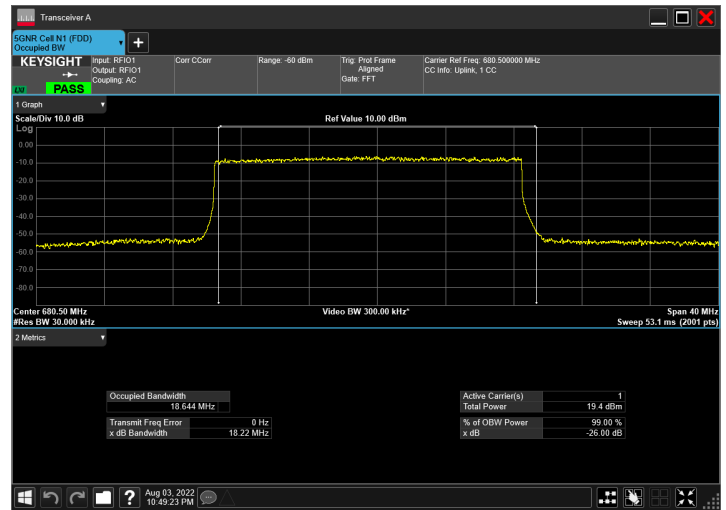 Transceiver A
5GNR Cell N1 (FDD)
Occupied BW
KEYSIGHT
PASS
Input: RFIO1
Output: RFIO1
Coupling: AC
Corr CCorr
Range: -60 dBm
Trig: Prot Frame
Aligned
Gate: FFT
Carrier Ref Freq: 680.500000 MHz
CC Info: Uplink, 1 CC
1 Graph
Scale/Div 10.0 dB
Ref Value 10.00 dBm
Log
0.00
-10.0
-20.0
-30.0
-40.0
-50.0
-60.0
-70.0
-80.0
Center 680.50 MHz
Video BW 300.00 kHz*
Span 40 MHz
#Res BW 30.000 kHz
Sweep 53.1 ms (2001 pts)
2 Metrics
Occupied Bandwidth
18.644 MHz
Transmit Freq Error 0 Hz
x dB Bandwidth 18.22 MHz
Active Carrier(s) 1
Total Power 19.4 dBm
% of OBW Power 99.00 %
x dB -26.00 dB
?
Aug 03, 2022
10:49:23 PM